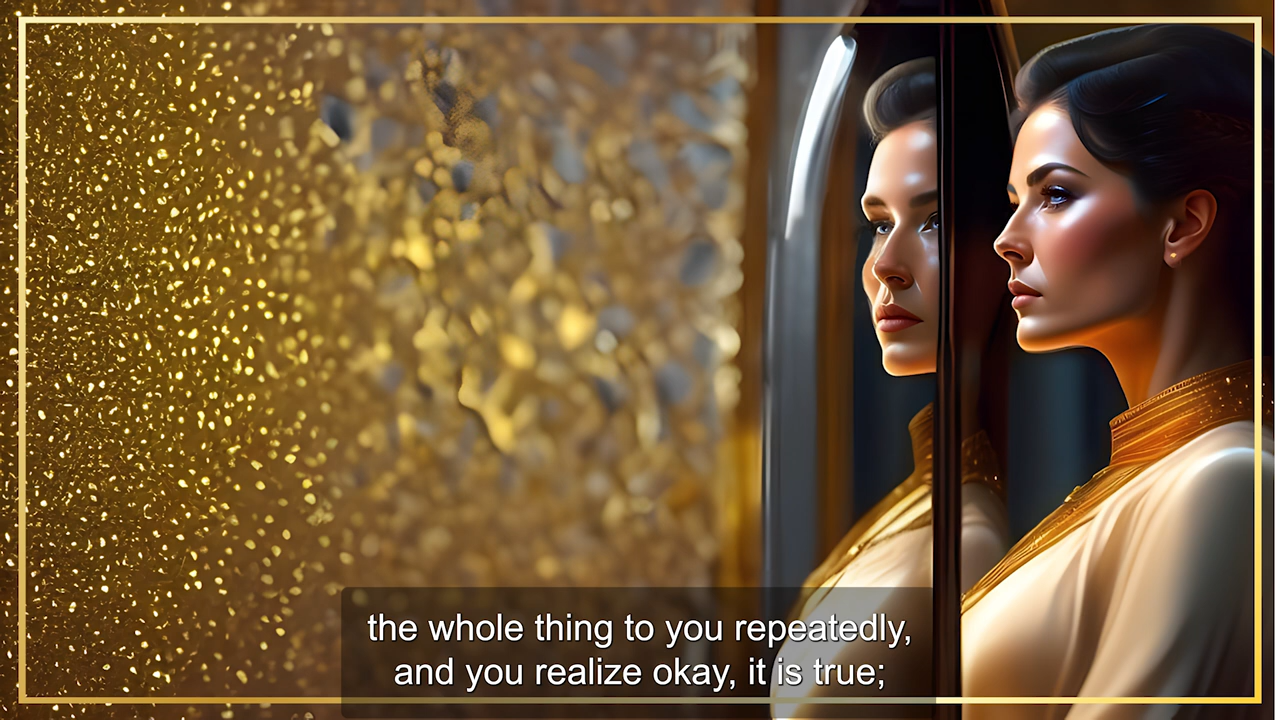 the whole thing to you repeatedly,
and you realize okay, it is true;